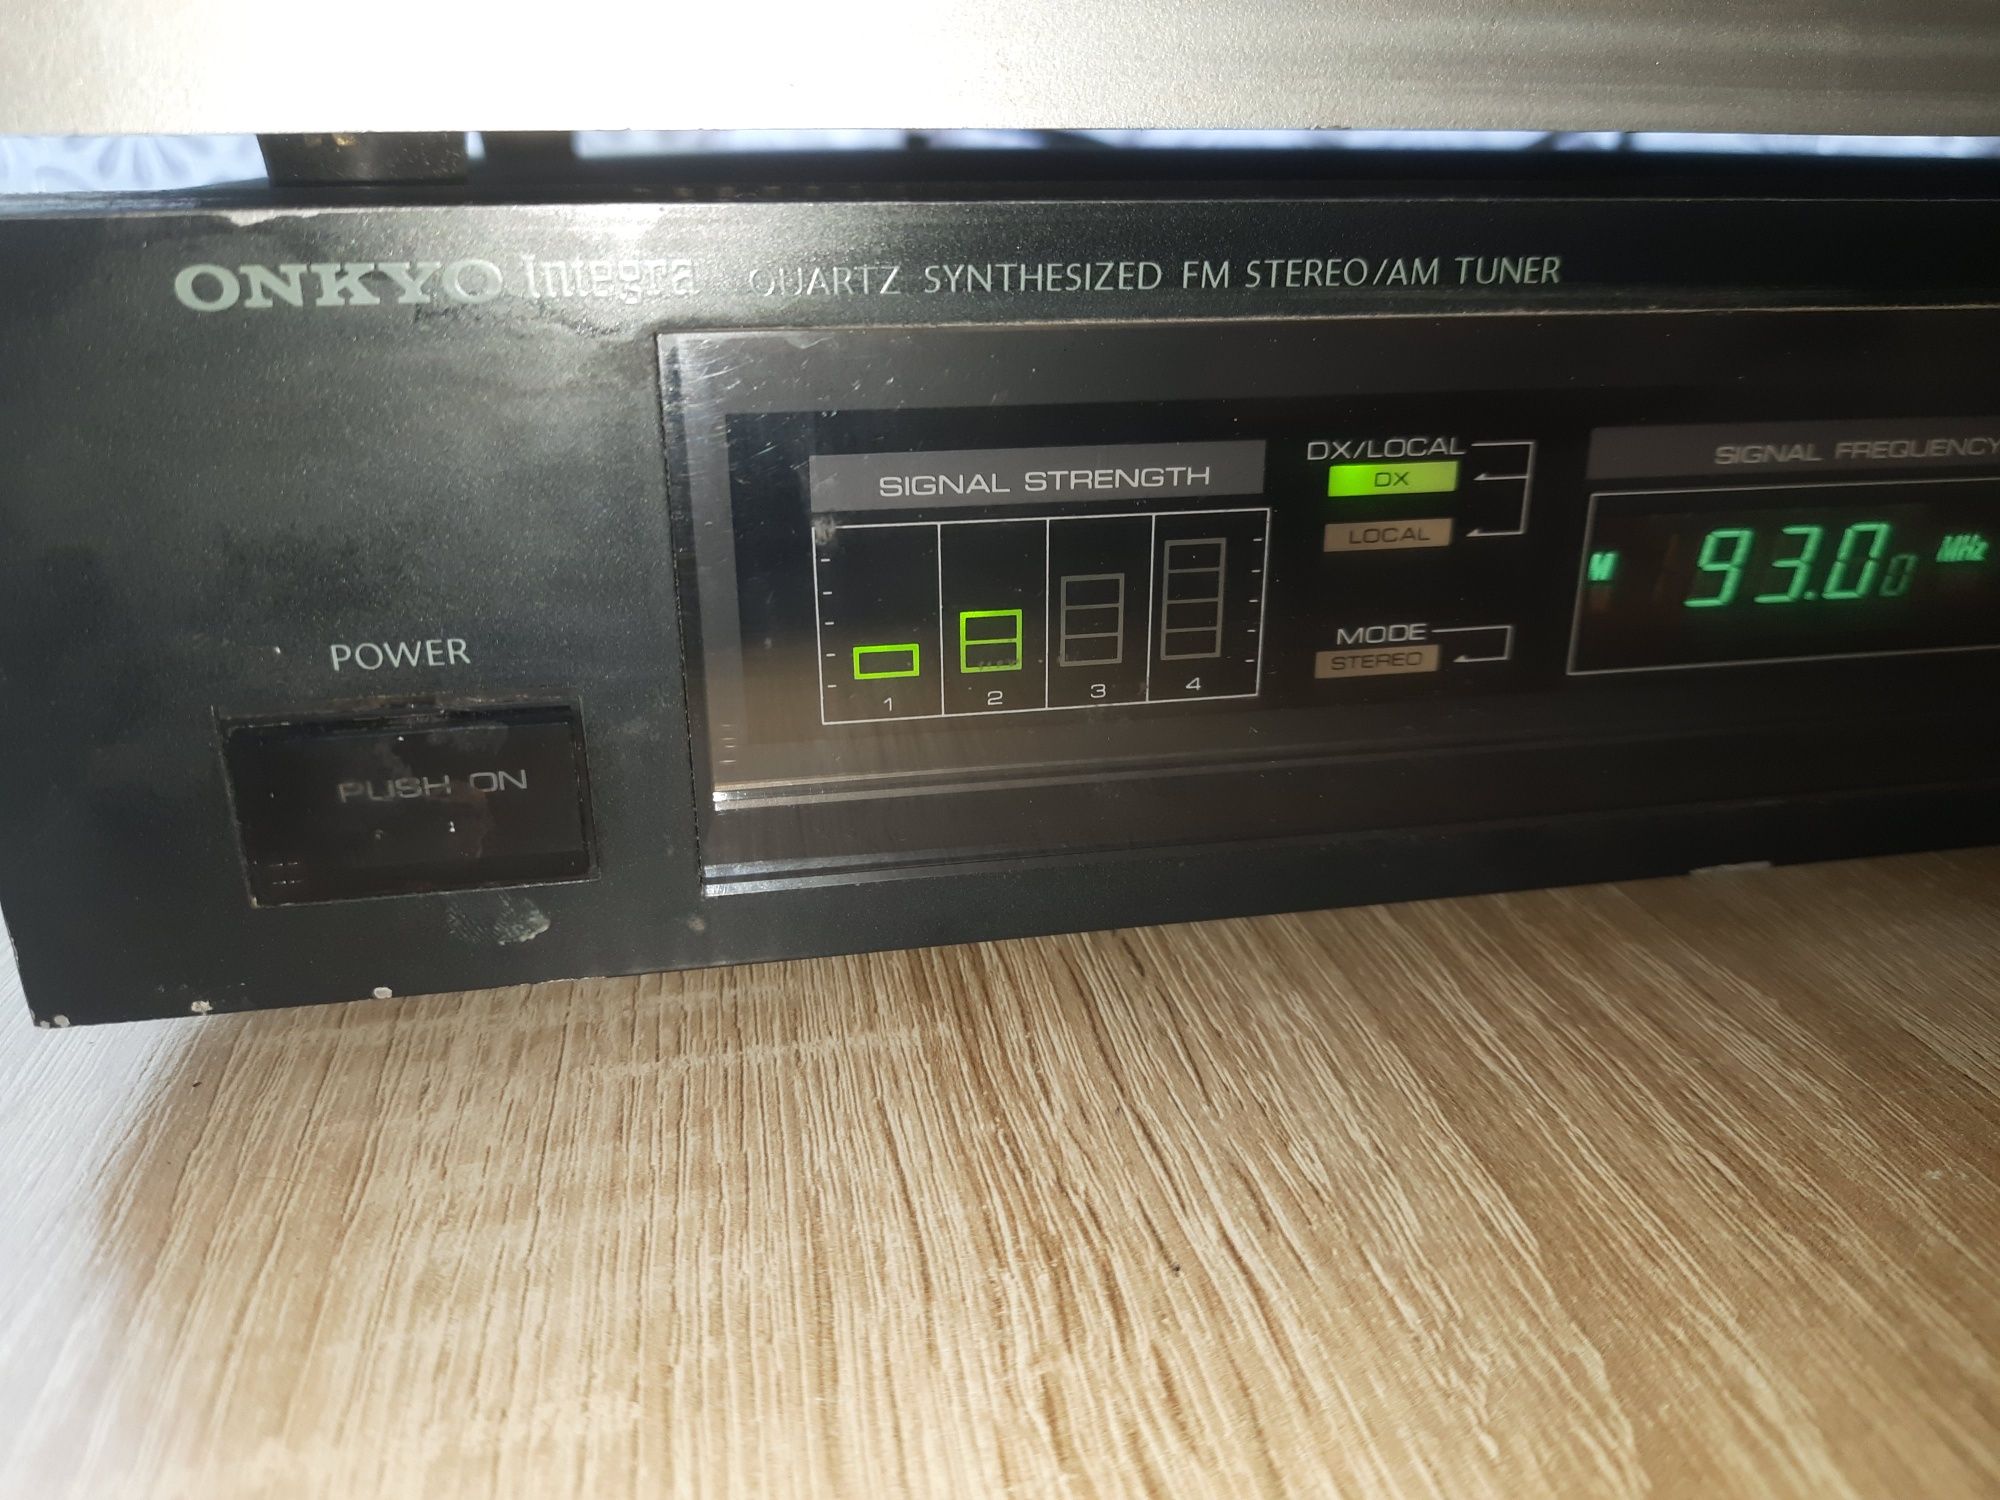 ONKYO Integra QUARTZ SYNTHESIZED FM STEREO/AM TUNER
SIGNAL STRENGTH
1 2 3 4
DX/LOCAL
DX
LOCAL
MODE
STEREO
SIGNAL FREQUENCY
93.00 MHz
POWER
PUSH ON